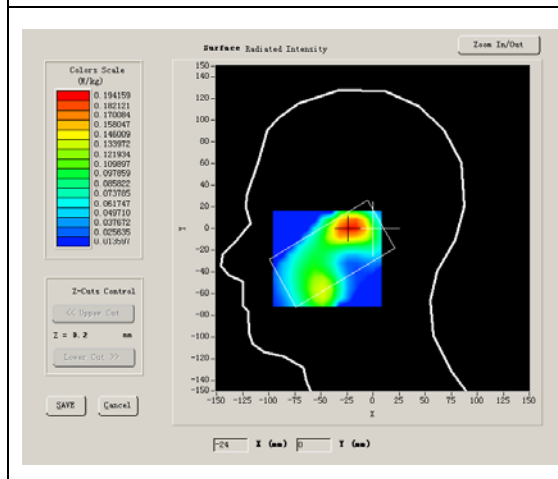 Surface Radiated Intensity
Zoom In/Out
Colors Scale
(W/kg)
0.194159
0.182121
0.170084
0.158047
0.146009
0.133972
0.121934
0.109897
0.097859
0.085822
0.073785
0.061747
0.049710
0.037672
0.025635
0.013597
150
140
120
100
80
60
40
20
0
-20
-40
-60
-80
-100
-120
-140
-150
Y
-150 -125 -100 -75 -50 -25 0 25 50 75 100 125 150
X
Z-Cuts Control
<< Upper Cut
Z = 0.2 mm
Lower Cut >>
SAVE
Cancel
-24 X (mm) 0 Y (mm)